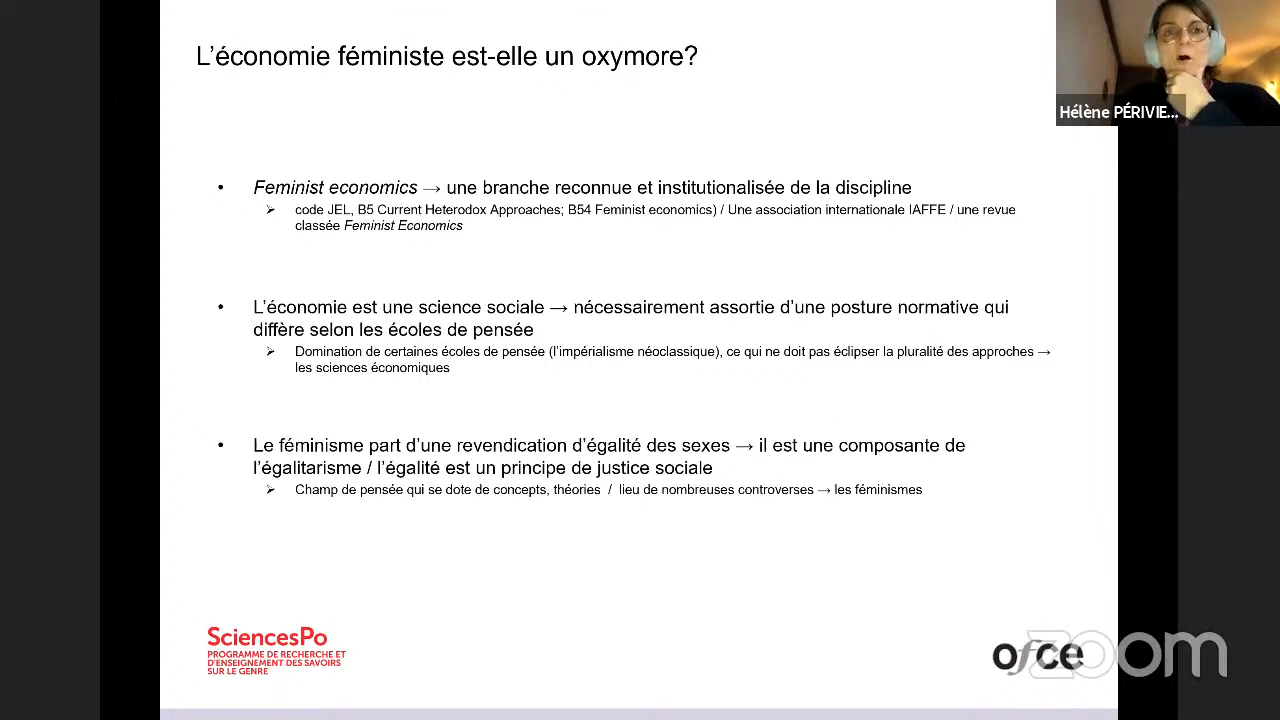 L'économie féministe est-elle un oxymore?
Hélène PÉRIVIE...
• Feminist economics → une branche reconnue et institutionalisée de la discipline
➢ code JEL, B5 Current Heterodox Approaches; B54 Feminist economics) / Une association internationale IAFFE / une revue
classée Feminist Economics
• L'économie est une science sociale → nécessairement assortie d'une posture normative qui
diffère selon les écoles de pensée
➢ Domination de certaines écoles de pensée (l'impérialisme néoclassique), ce qui ne doit pas éclipser la pluralité des approches →
les sciences économiques
• Le féminisme part d'une revendication d'égalité des sexes → il est une composante de
l'égalitarisme / l'égalité est un principe de justice sociale
➢ Champ de pensée qui se dote de concepts, théories / lieu de nombreuses controverses → les féminismes
SciencesPo
PROGRAMME DE RECHERCHE ET
D'ENSEIGNEMENT DES SAVOIRS
SUR LE GENRE
ofce
zoom